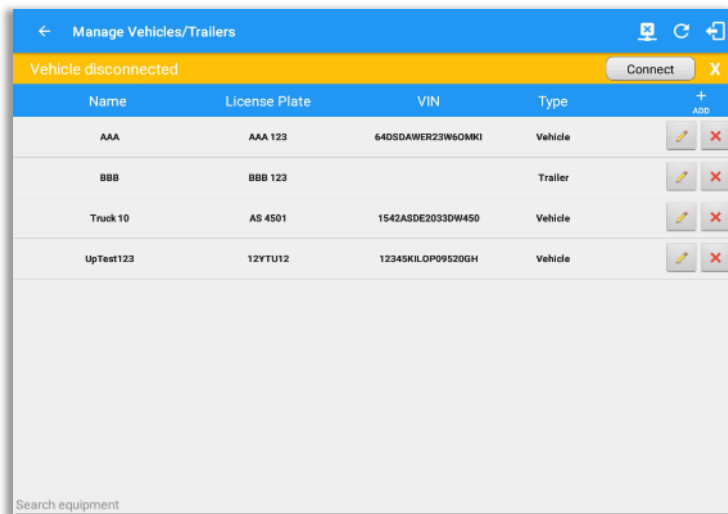 Manage Vehicles/Trailers
Vehicle disconnected Connect X
Name License Plate VIN Type + ADD
AAA AAA 123 64DSDAWER23W6OMKI Vehicle
BBB BBB 123 Trailer
Truck 10 AS 4501 1542ASDE2033DW450 Vehicle
UpTest123 12YTU12 12345KILOP09520GH Vehicle
Search equipment